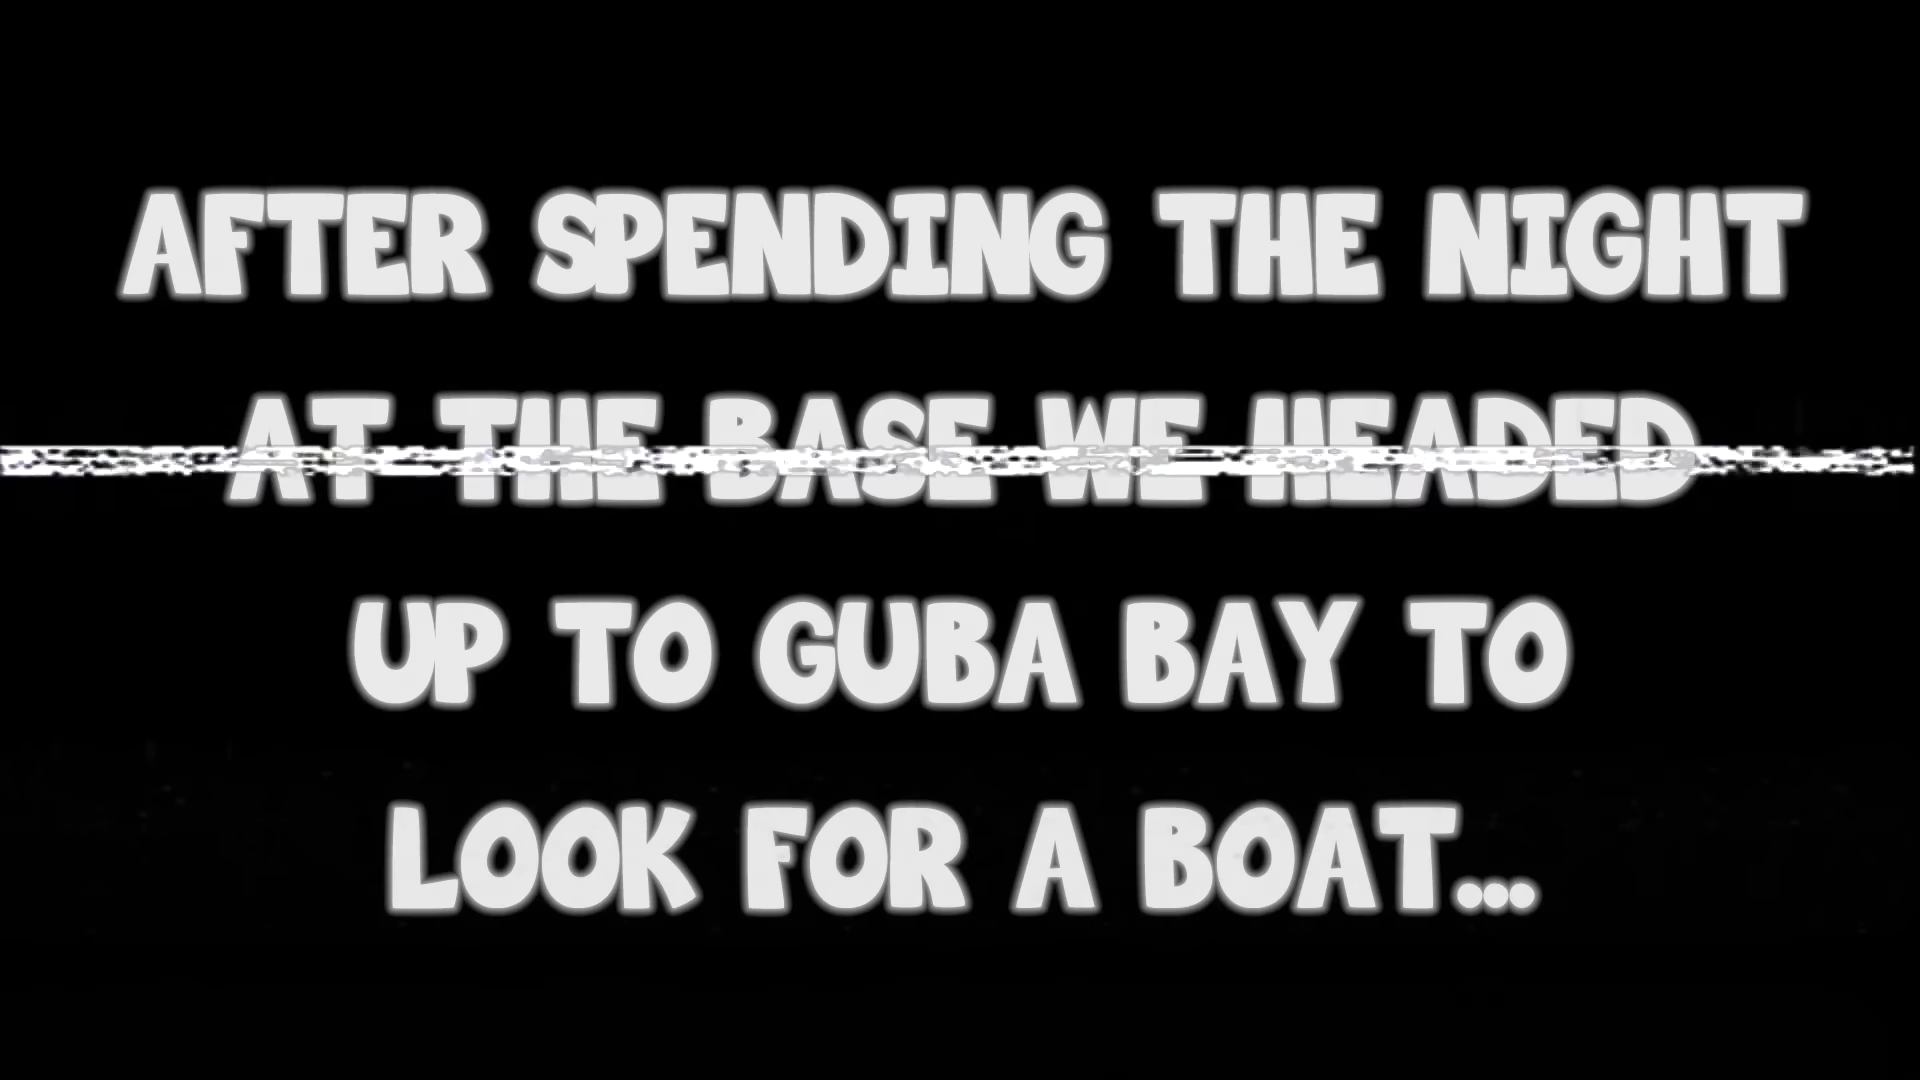 AFTER SPENDING THE NIGHT
AT THE BASE WE HEADED
UP TO GUBA BAY TO
LOOK FOR A BOAT...